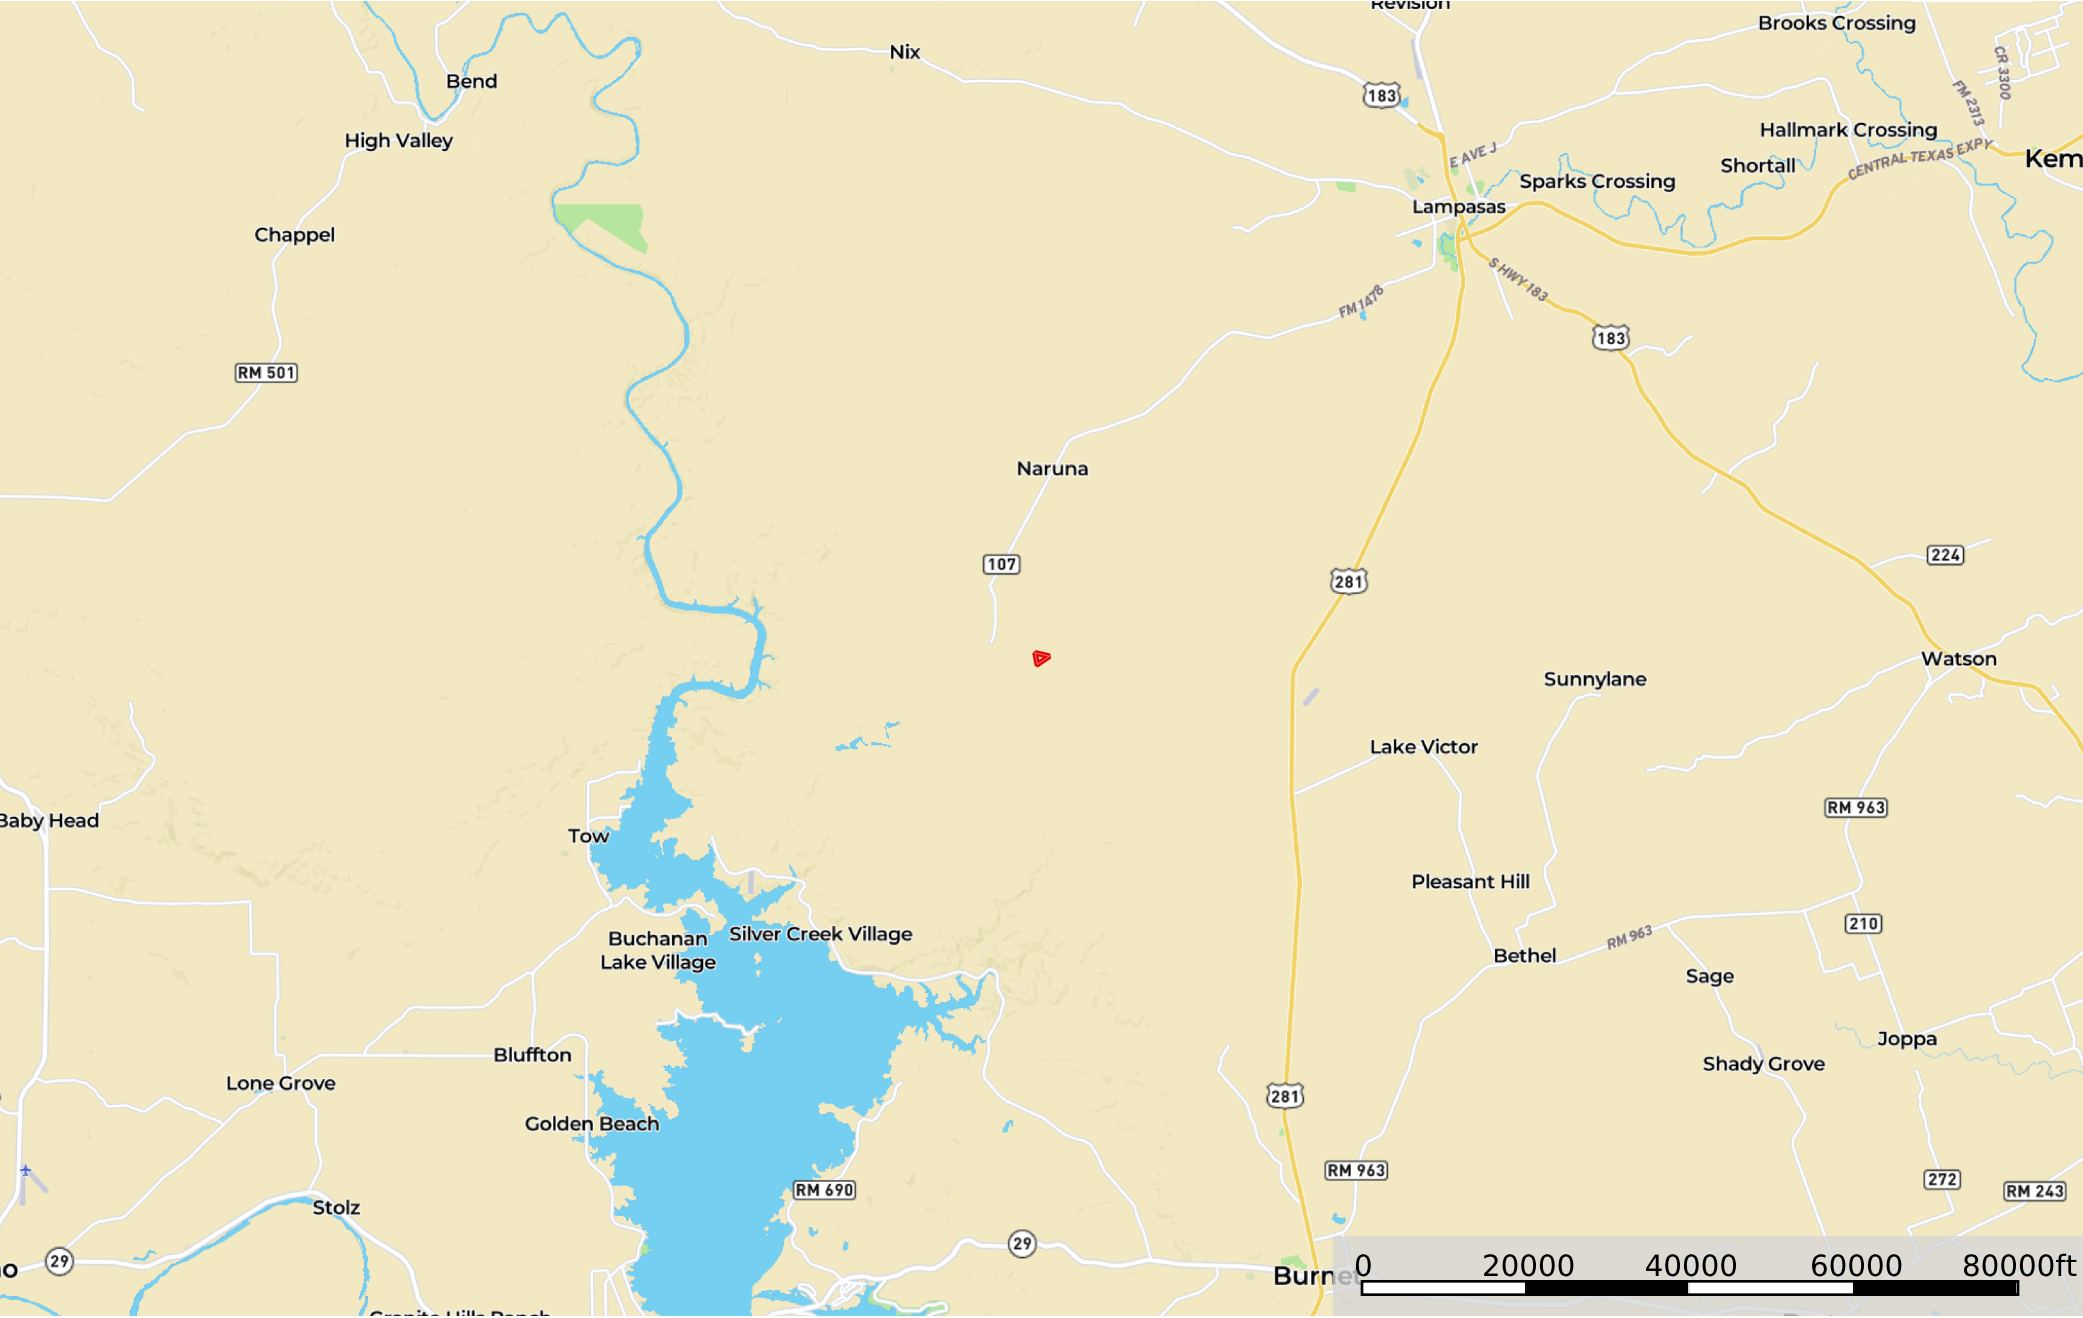 Revision
Brooks Crossing
Nix
CR 3300
Bend
183
FM 2313
High Valley
Hallmark Crossing
E AVE J
CENTRAL TEXAS EXPY
Kem
Shortall
Sparks Crossing
Lampasas
Chappel
S HWY 183
FM 1478
183
RM 501
Naruna
224
107
281
Watson
Sunnylane
Lake Victor
RM 963
Baby Head
Tow
Pleasant Hill
210
Silver Creek Village
Buchanan
Lake Village
RM 963
Bethel
Sage
Joppa
Bluffton
Shady Grove
Lone Grove
281
Golden Beach
RM 963
272
RM 690
RM 243
Stolz
29
29
Burnet
0 20000 40000 60000 80000ft
Granite Hills Ranch